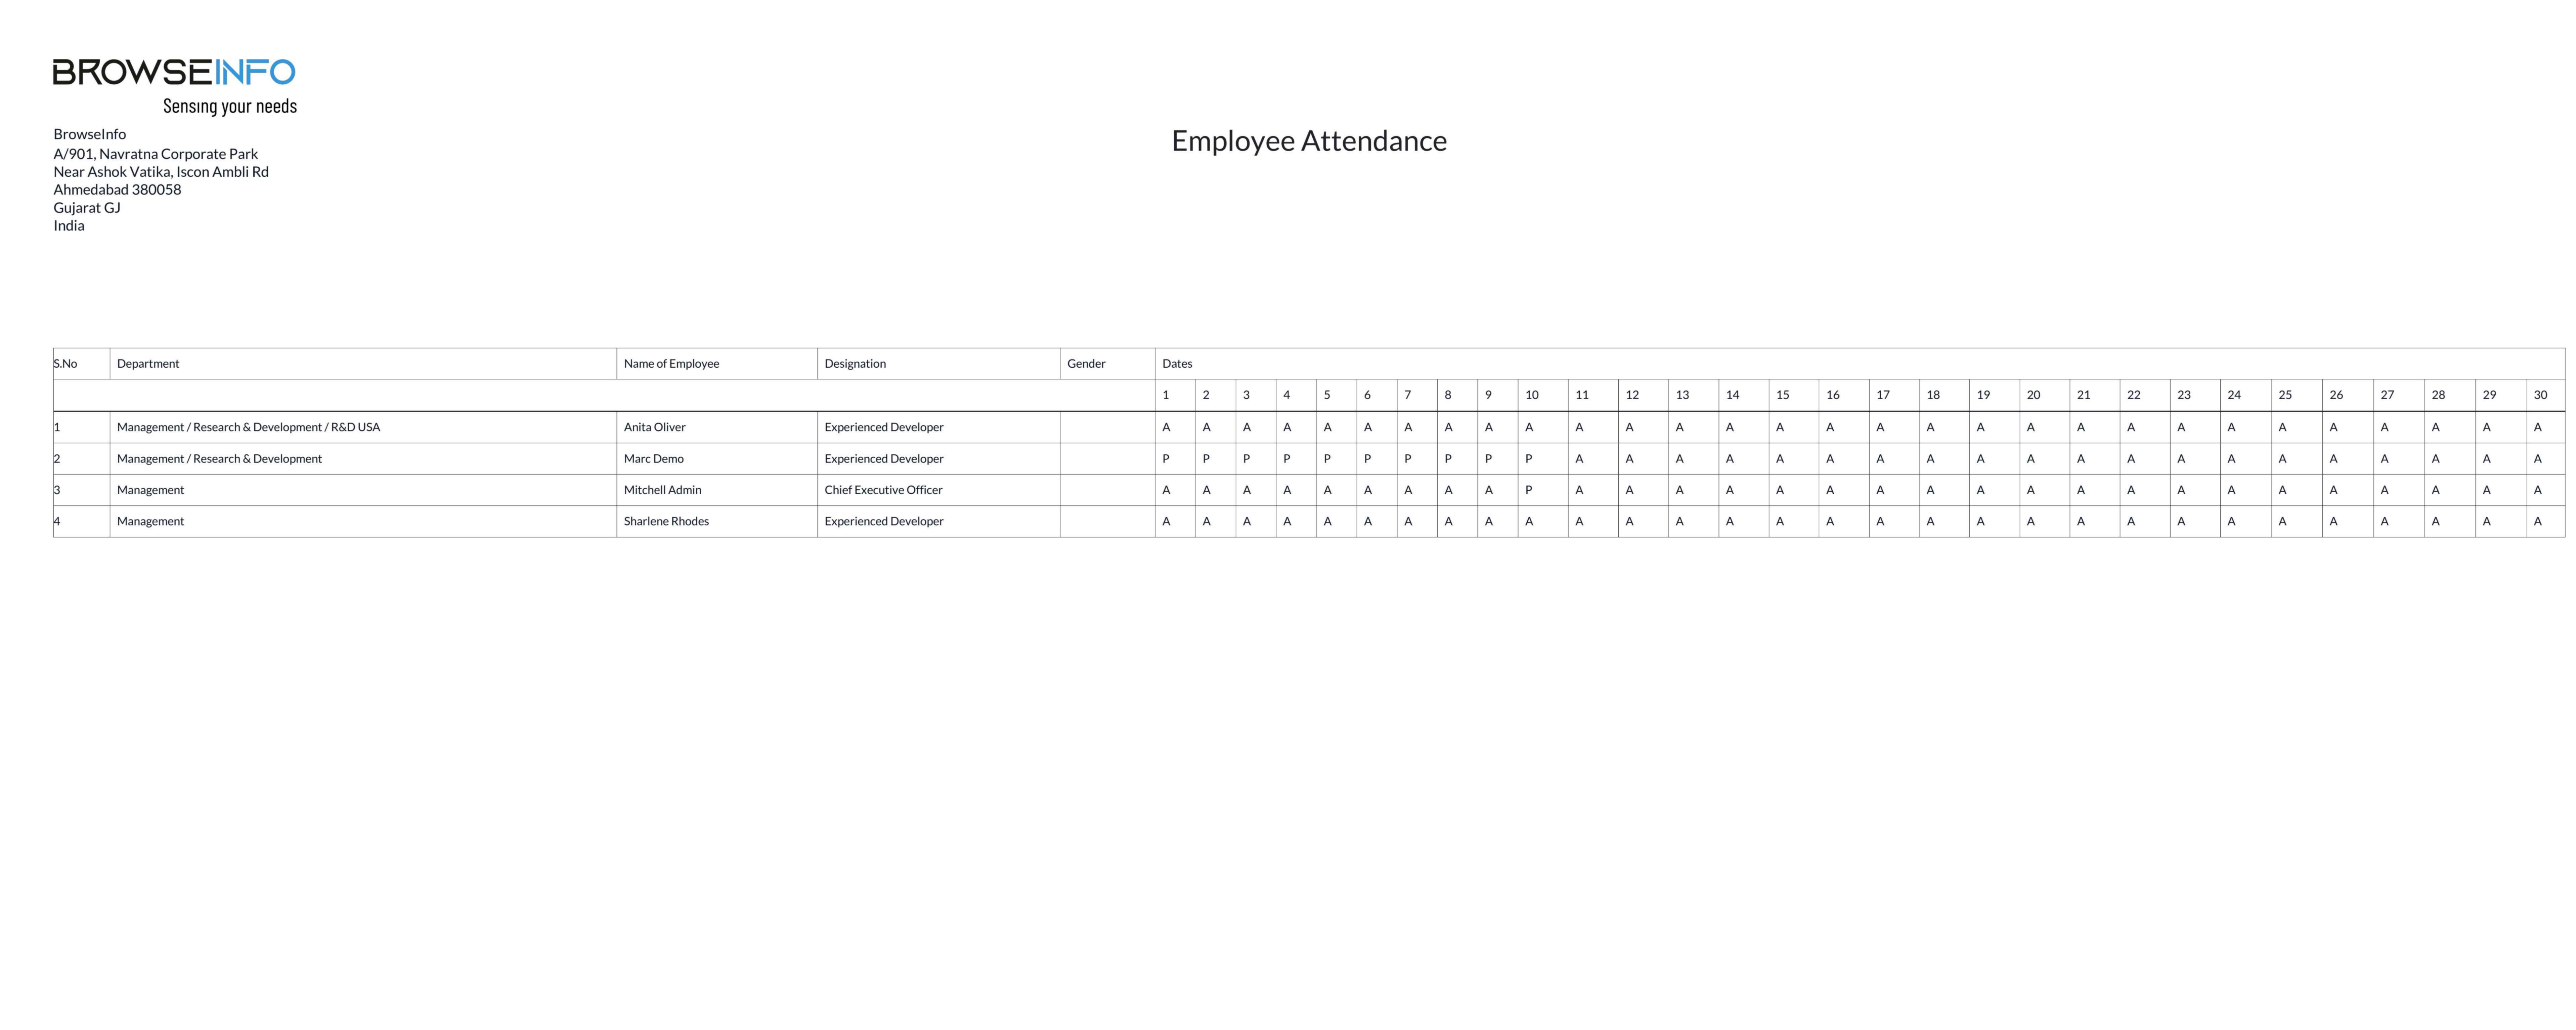 BROWSEINFO
Sensing your needs
BrowseInfo
A/901, Navratna Corporate Park
Near Ashok Vatika, Iscon Ambli Rd
Ahmedabad 380058
Gujarat GJ
India
Employee Attendance
S.No Department Name of Employee Designation Gender Dates
1 2 3 4 5 6 7 8 9 10 11 12 13 14 15 16 17 18 19 20 21 22 23 24 25 26 27 28 29 30
1 Management / Research & Development / R&D USA Anita Oliver Experienced Developer A A A A A A A A A A A A A A A A A A A A A A A A A A A A A A
2 Management / Research & Development Marc Demo Experienced Developer P P P P P P P P P P A A A A A A A A A A A A A A A A A A A A
3 Management Mitchell Admin Chief Executive Officer A A A A A A A A A P A A A A A A A A A A A A A A A A A A A A
4 Management Sharlene Rhodes Experienced Developer A A A A A A A A A A A A A A A A A A A A A A A A A A A A A A